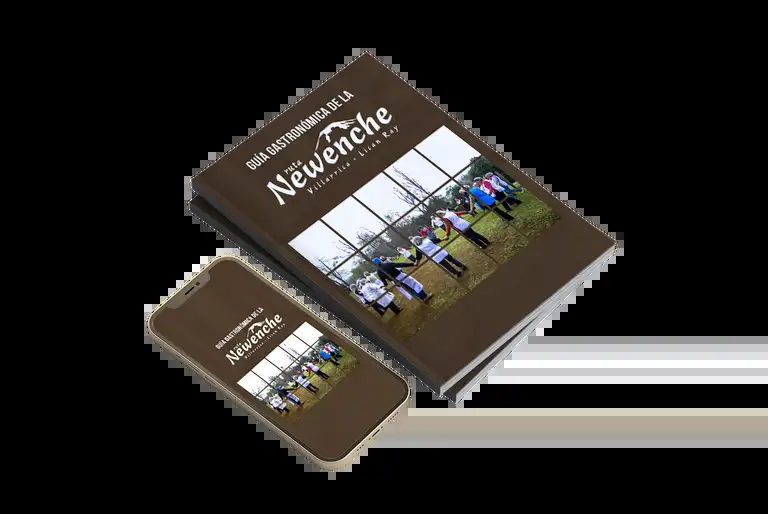 GUÍA GASTRONÓMICA DE LA
ruta
Newenche
Villarrica - Lican Ray
GUÍA GASTRONÓMICA DE LA
ruta
Newenche
Villarrica - Lican Ray